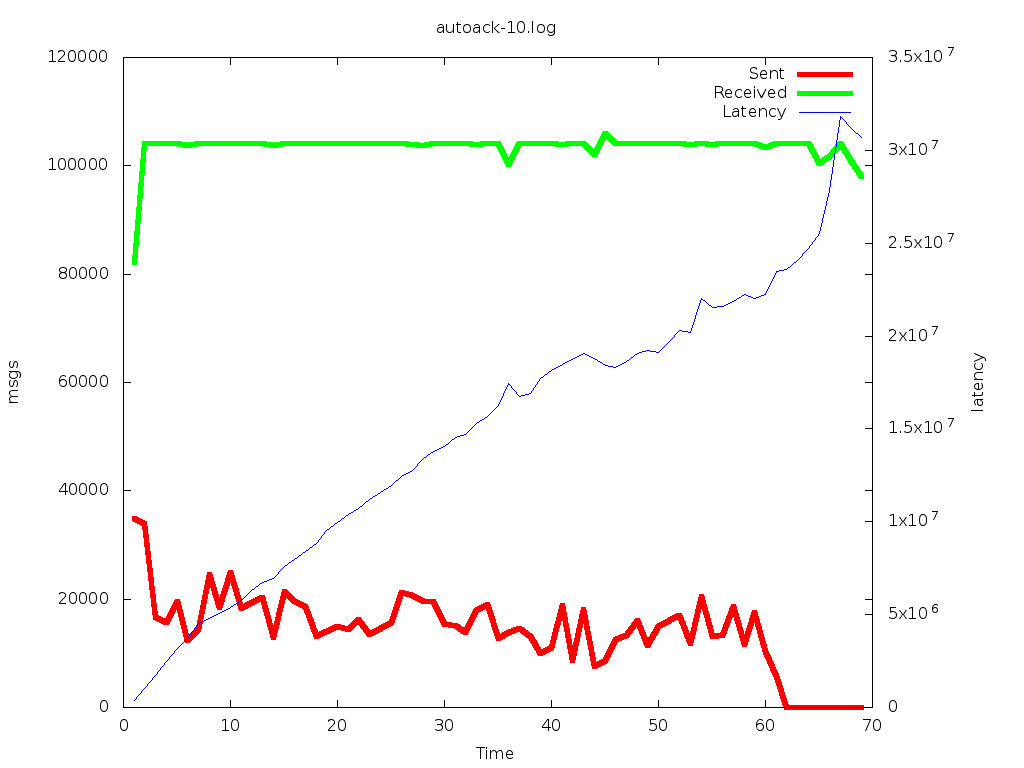 autoack-10.log
120000
100000
80000
60000
40000
20000
0
msgs
3.5x10^7
3x10^7
2.5x10^7
2x10^7
1.5x10^7
1x10^7
5x10^6
0
latency
Sent
Received
Latency
0 10 20 30 40 50 60 70
Time